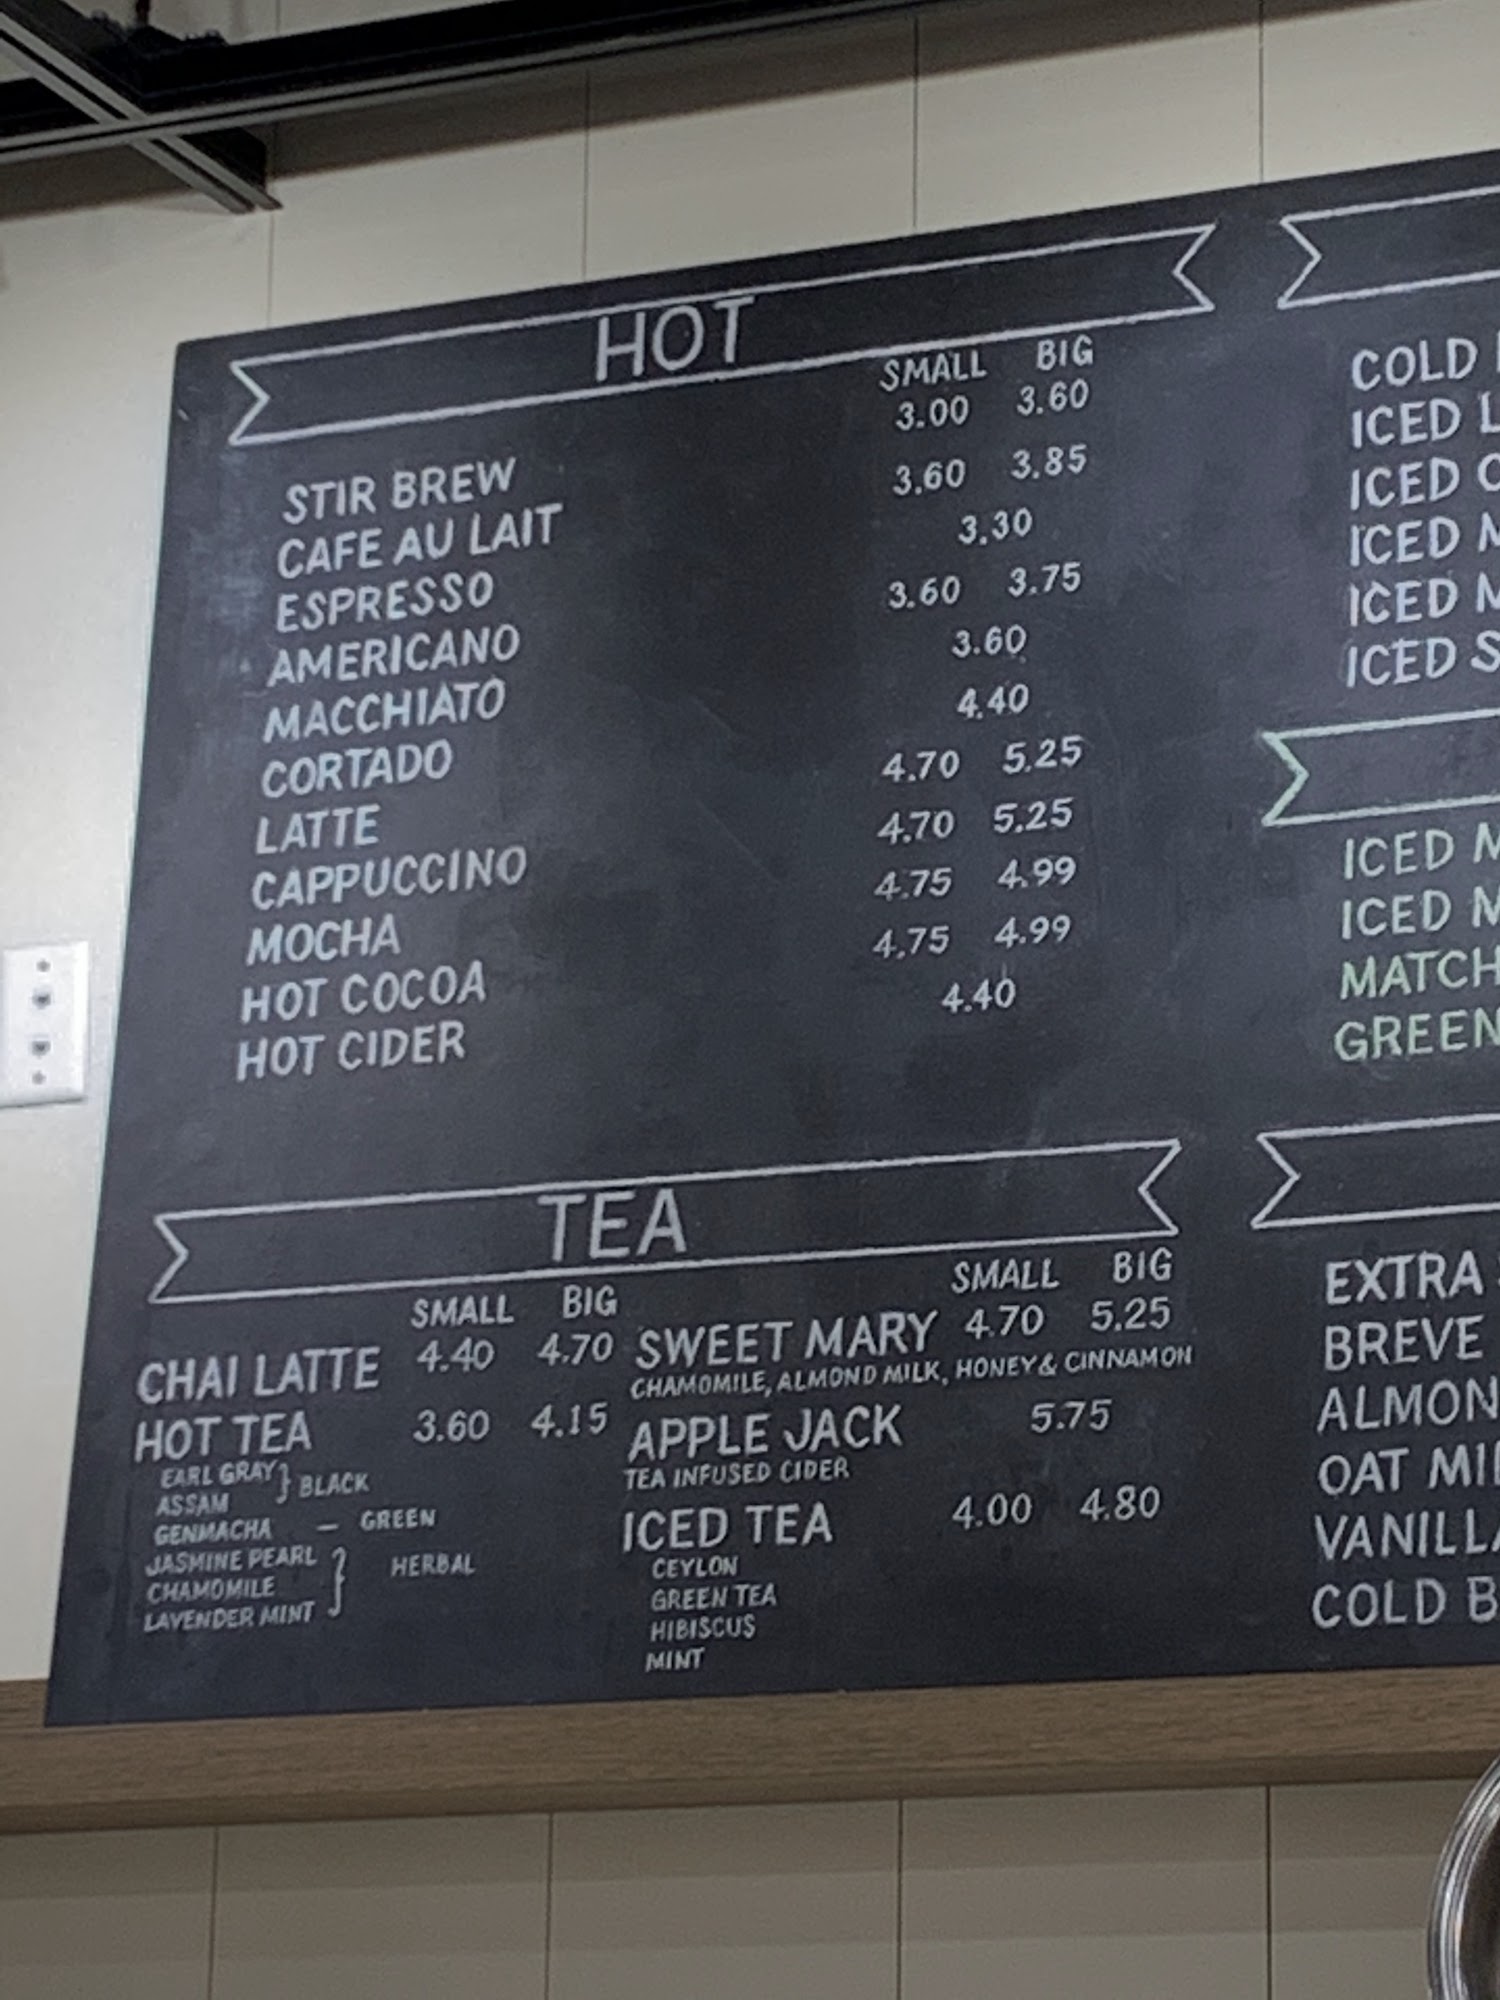 HOT
SMALL BIG
STIR BREW 3.00 3.60
CAFE AU LAIT 3.60 3.85
ESPRESSO 3.30
AMERICANO 3.60 3.75
MACCHIATO 3.60
CORTADO 4.40
LATTE 4.70 5.25
CAPPUCCINO 4.70 5.25
MOCHA 4.75 4.99
HOT COCOA 4.75 4.99
HOT CIDER 4.40
TEA
SMALL BIG
CHAI LATTE 4.40 4.70
HOT TEA 3.60 4.15
EARL GRAY } BLACK
ASSAM
GENMACHA — GREEN
JASMINE PEARL } HERBAL
CHAMOMILE
LAVENDER MINT
SMALL BIG
SWEET MARY 4.70 5.25
CHAMOMILE, ALMOND MILK, HONEY & CINNAMON
APPLE JACK 5.75
TEA INFUSED CIDER
ICED TEA 4.00 4.80
CEYLON
GREEN TEA
HIBISCUS
MINT
COLD
ICED
ICED
ICED
ICED
ICED
ICED
ICED
GREEN
EXTRA
BREVE
OAT
COLD